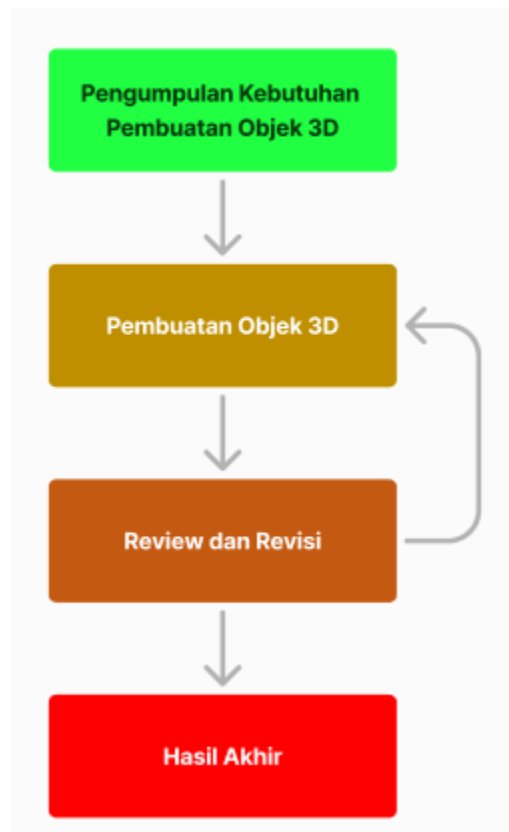 Pengumpulan Kebutuhan
Pembuatan Objek 3D
Pembuatan Objek 3D
Review dan Revisi
Hasil Akhir